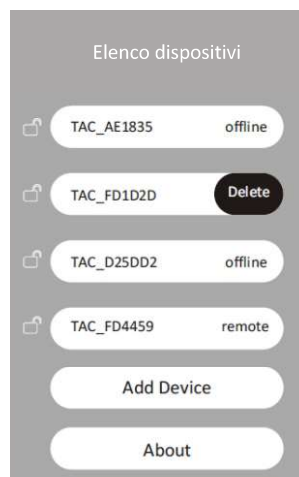 Elenco dispositivi
TAC_AE1835 offline
TAC_FD1D2D Delete
TAC_D25DD2 offline
TAC_FD4459 remote
Add Device
About